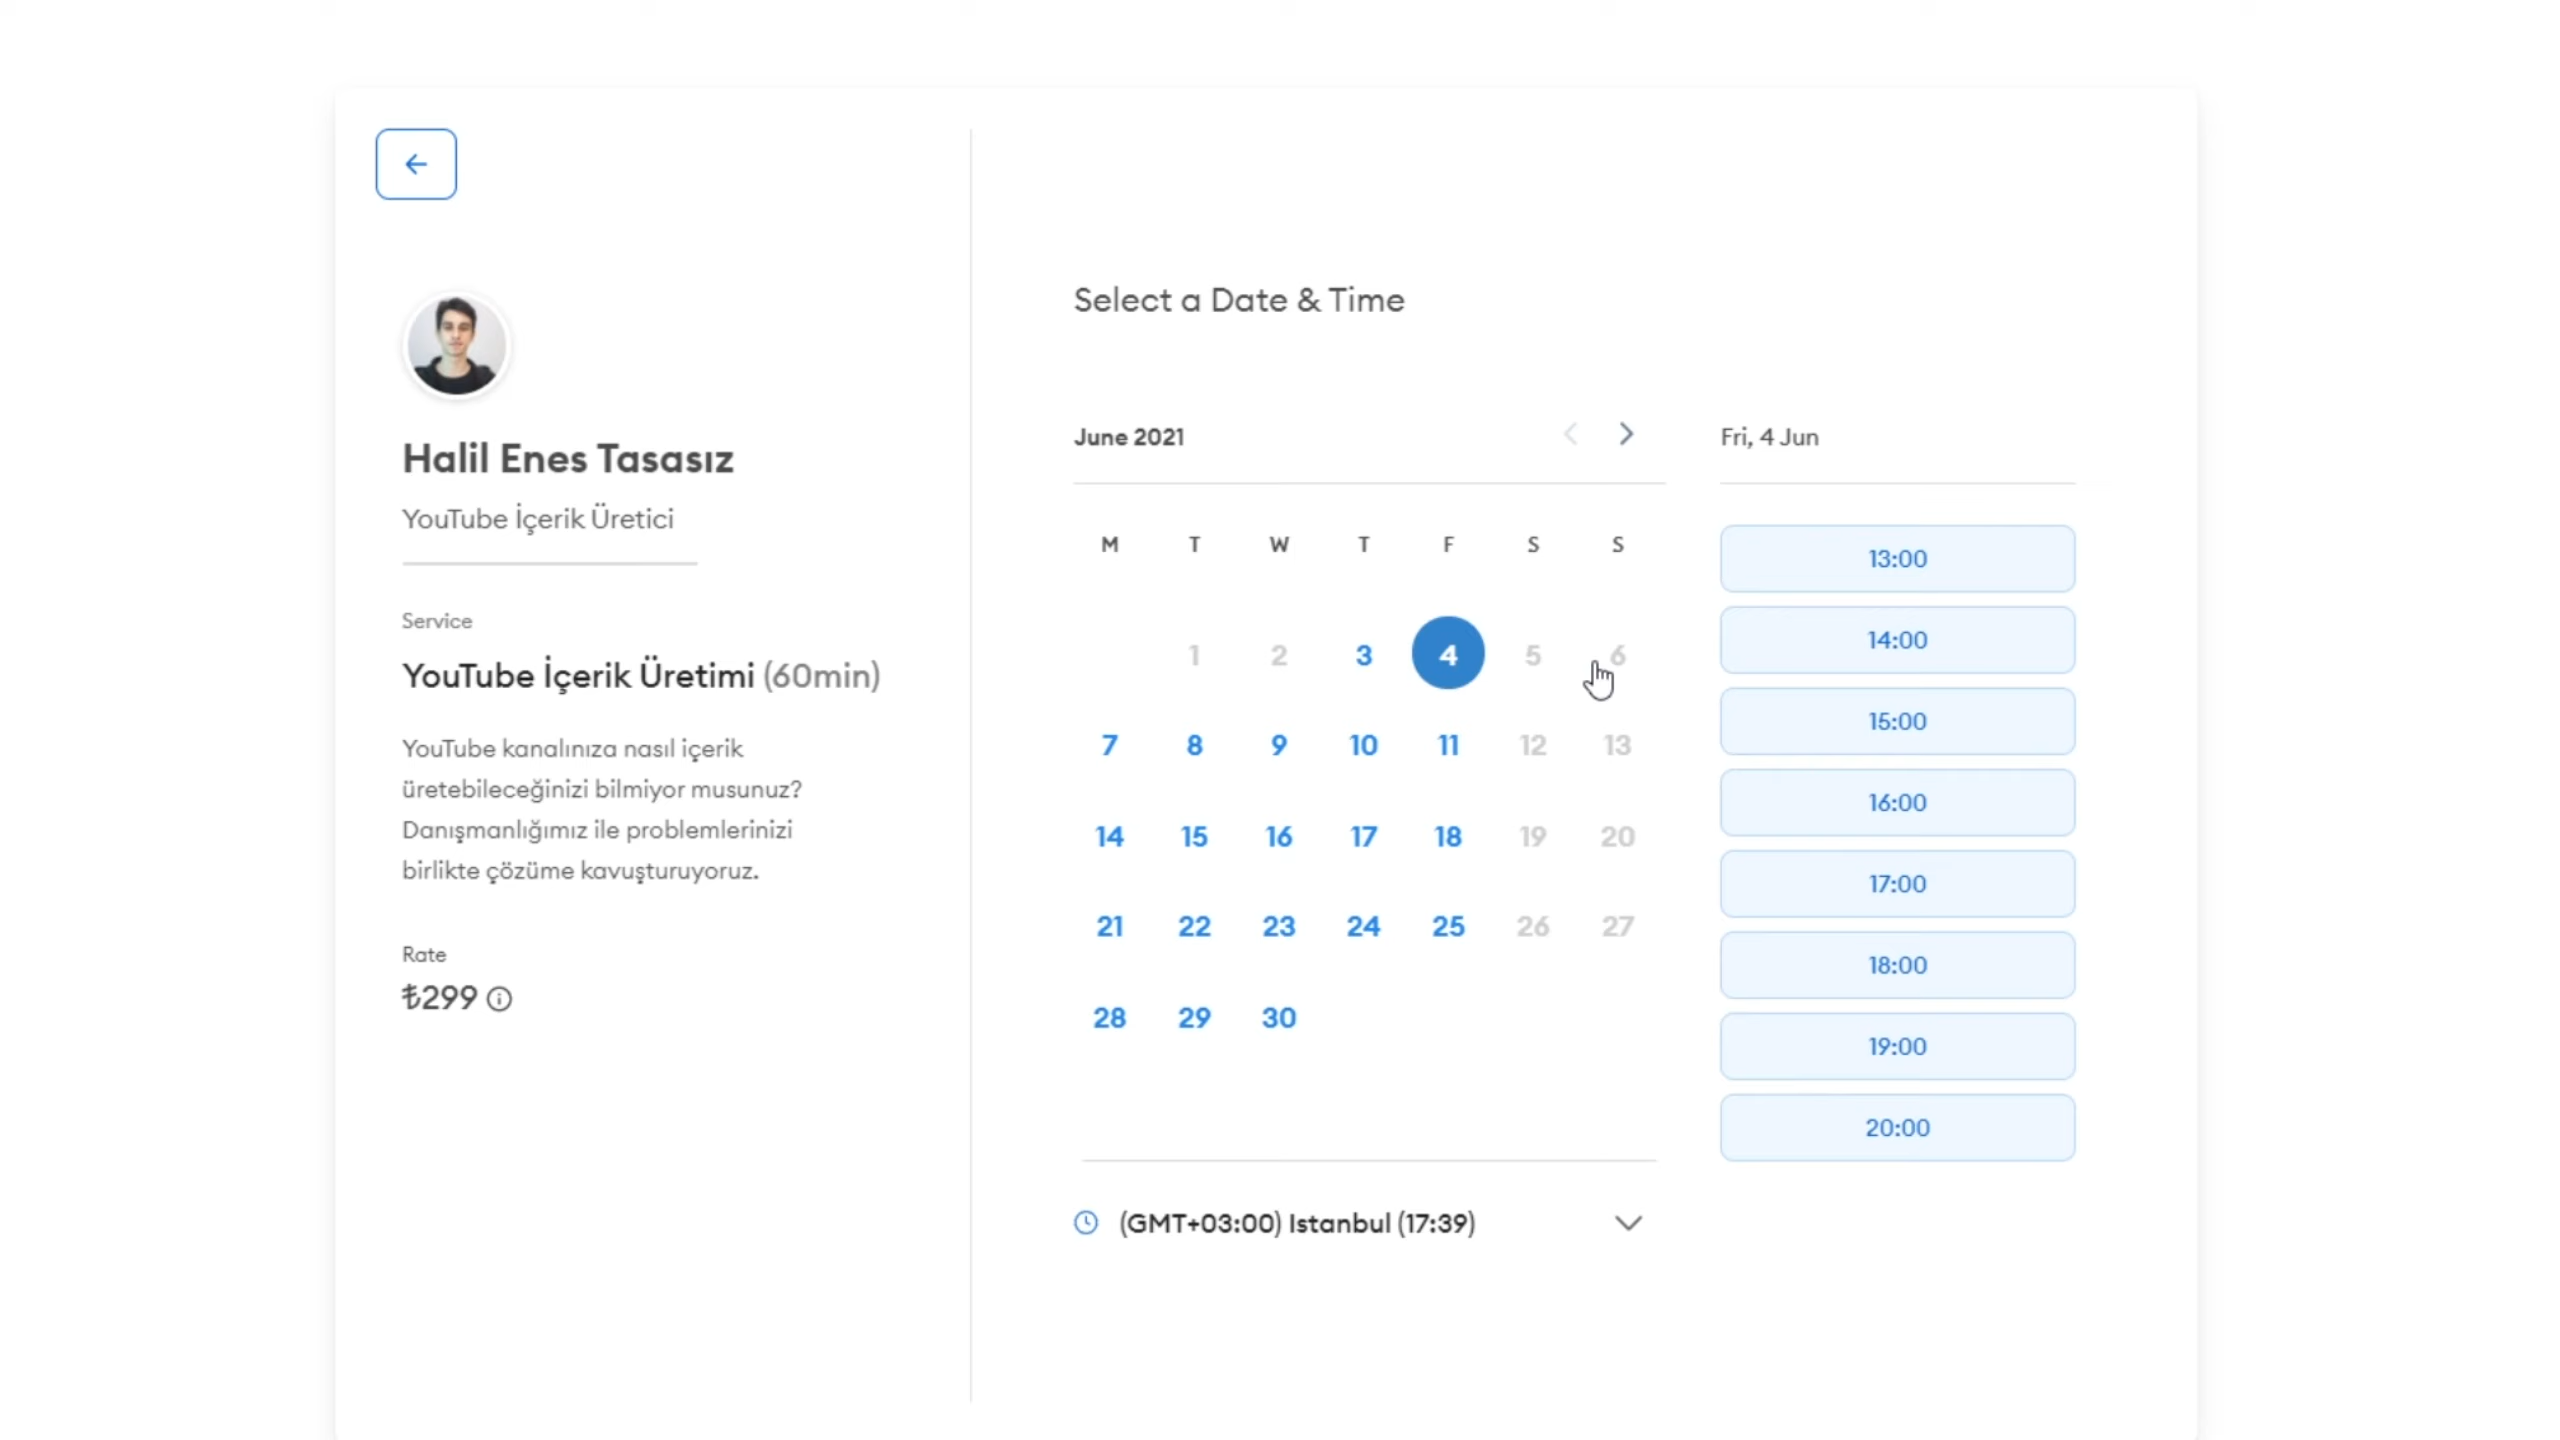 Halil Enes Tasasız
YouTube İçerik Üretici
Service
YouTube İçerik Üretimi (60min)
YouTube kanalınıza nasıl içerik
üretebileceğinizi bilmiyor musunuz?
Danışmanlığımız ile problemlerinizi
birlikte çözüme kavuşturuyoruz.
Rate
₺299
Select a Date & Time
June 2021
M T W T F S S
1 2 3 4 5 6
7 8 9 10 11 12 13
14 15 16 17 18 19 20
21 22 23 24 25 26 27
28 29 30
(GMT+03:00) Istanbul (17:39)
Fri, 4 Jun
13:00
14:00
15:00
16:00
17:00
18:00
19:00
20:00